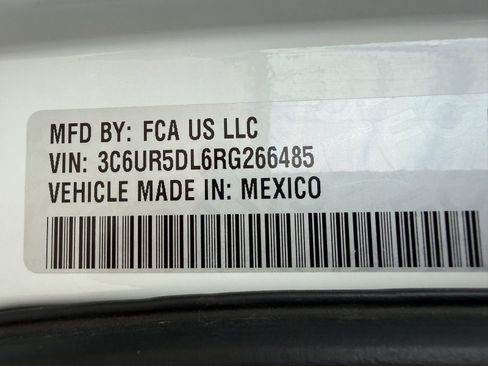 MFD BY: FCA US LLC
VIN: 3C6UR5DL6RG266485
VEHICLE MADE IN: MEXICO